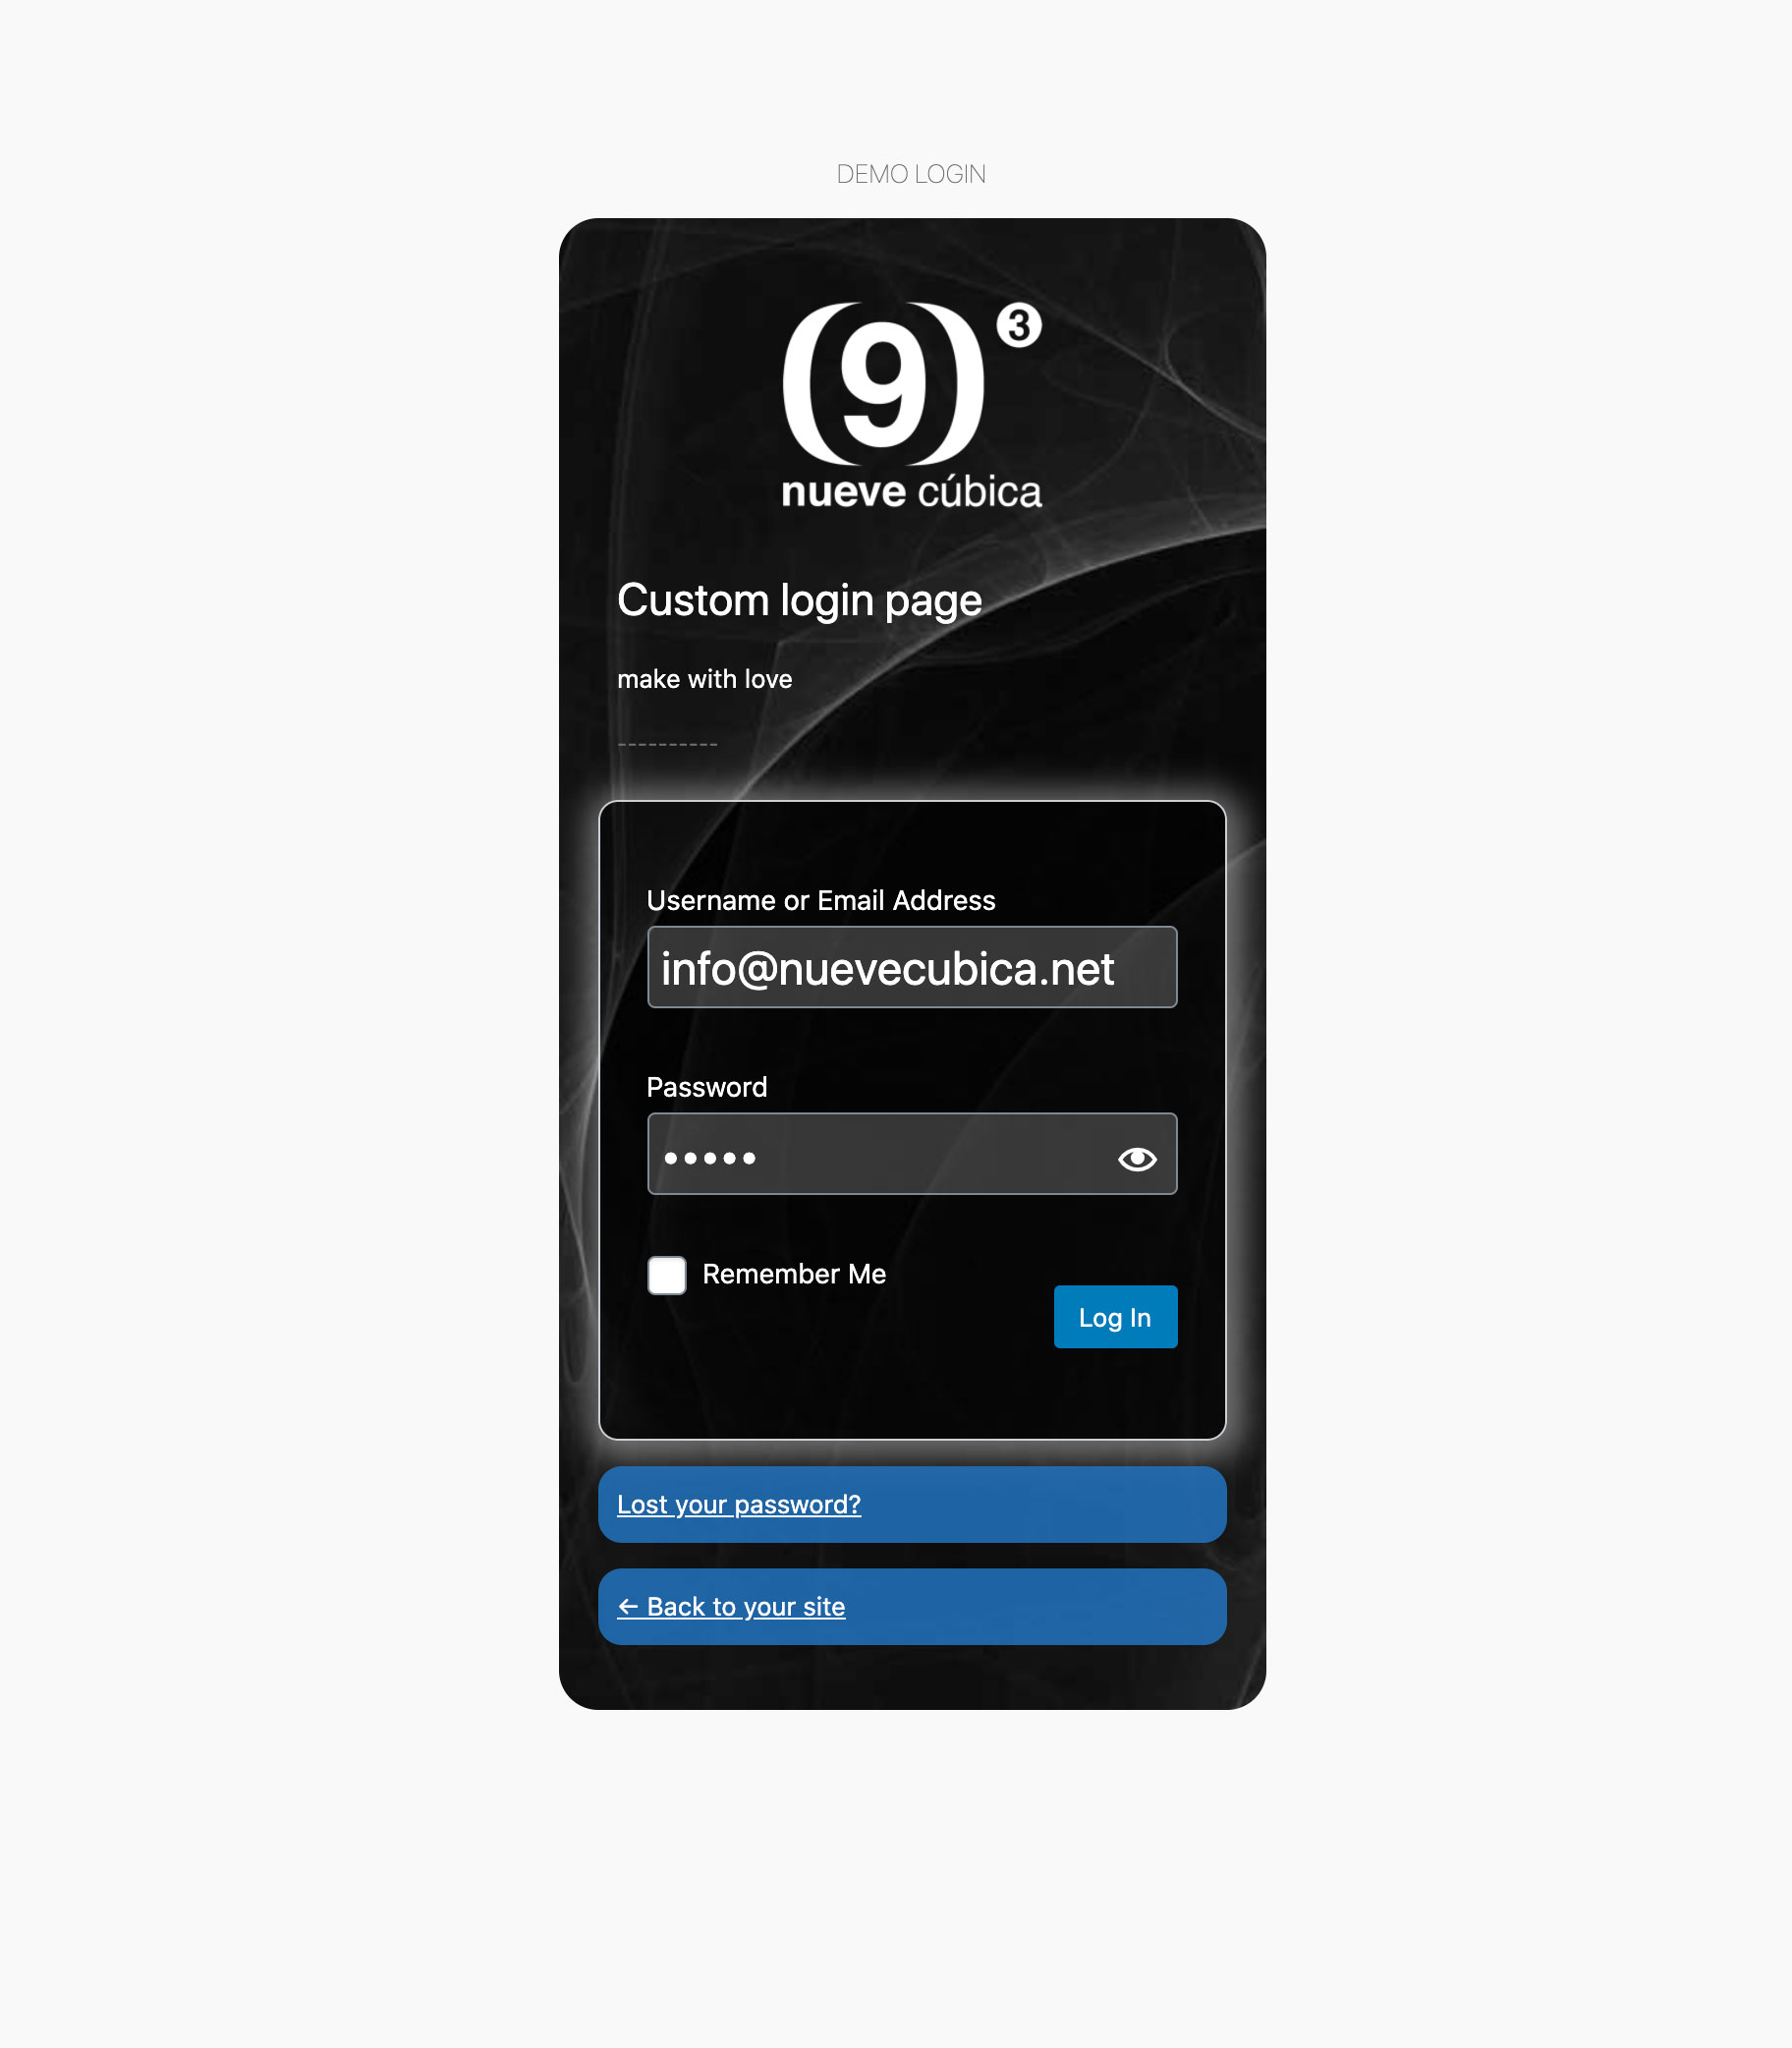 DEMO LOGIN
(9)3
nueve cúbica
Custom login page
make with love
----------
Username or Email Address
info@nuevecubica.net
Password
•••••
Remember Me
Log In
Lost your password?
← Back to your site